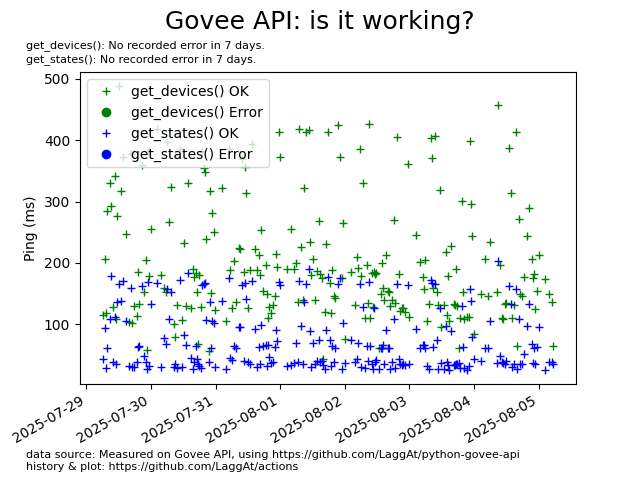 Govee API: is it working?
get_devices(): No recorded error in 7 days.
get_states(): No recorded error in 7 days.
get_devices() OK
get_devices() Error
get_states() OK
get_states() Error
500
400
300
200
100
Ping (ms)
2025-07-29
2025-07-30
2025-07-31
2025-08-01
2025-08-02
2025-08-03
2025-08-04
2025-08-05
data source: Measured on Govee API, using https://github.com/LaggAt/python-govee-api
history & plot: https://github.com/LaggAt/actions